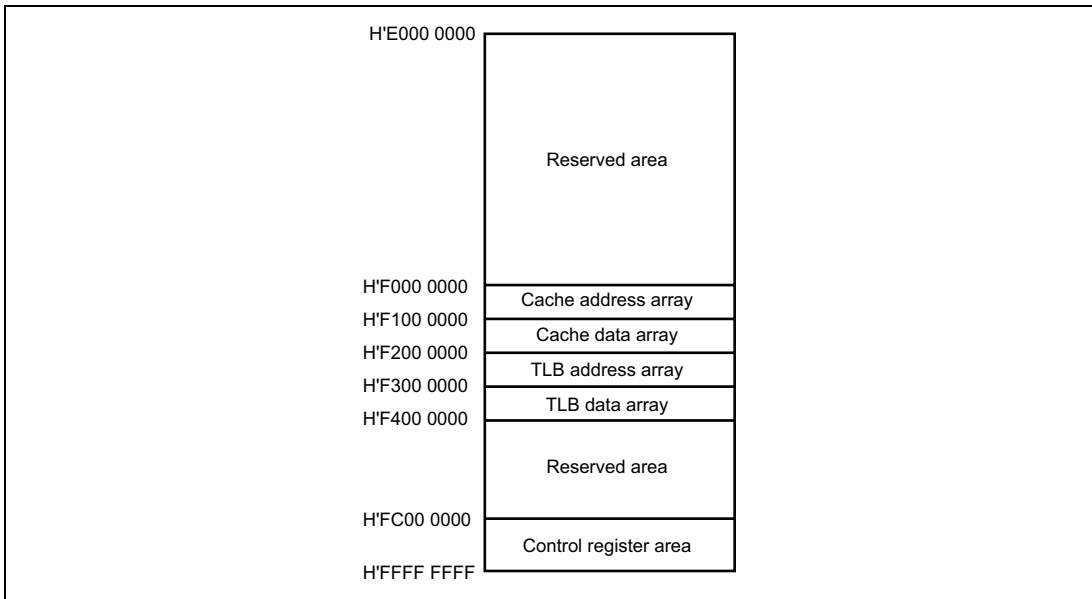 H'E000 0000
Reserved area
H'F000 0000
Cache address array
H'F100 0000
Cache data array
H'F200 0000
TLB address array
H'F300 0000
TLB data array
H'F400 0000
Reserved area
H'FC00 0000
Control register area
H'FFFF FFFF